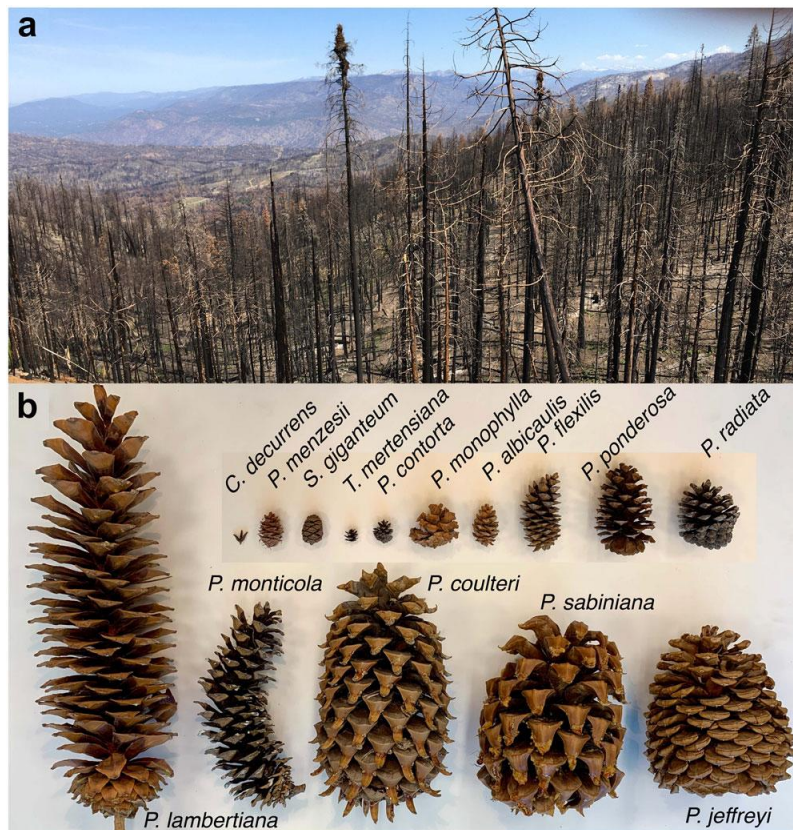 a
b
C. decurrens
P. menzesii
S. giganteum
T. mertensiana
P. contorta
P. monophylla
P. albicaulis
P. flexilis
P. ponderosa
P. radiata
P. monticola
P. coulteri
P. sabiniana
P. lambertiana
P. jeffreyi